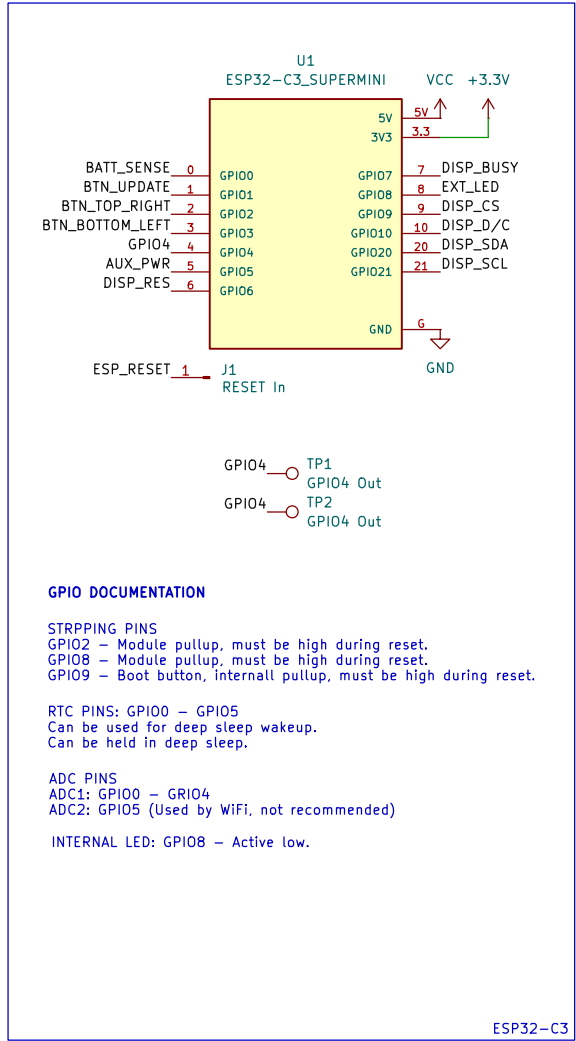 U1
ESP32-C3_SUPERMINI
VCC +3.3V
5V 5V
3V3 3.3
BATT_SENSE 0 GPIO0 GPIO7 7 DISP_BUSY
BTN_UPDATE 1 GPIO1 GPIO8 8 EXT_LED
BTN_TOP_RIGHT 2 GPIO2 GPIO9 9 DISP_CS
BTN_BOTTOM_LEFT 3 GPIO3 GPIO10 10 DISP_D/C
GPIO4 4 GPIO4 GPIO20 20 DISP_SDA
AUX_PWR 5 GPIO5 GPIO21 21 DISP_SCL
DISP_RES 6 GPIO6
GND G
GND
ESP_RESET 1 J1
RESET In
GPIO4 TP1
GPIO4 Out
GPIO4 TP2
GPIO4 Out
GPIO DOCUMENTATION
STRPPING PINS
GPIO2 – Module pullup, must be high during reset.
GPIO8 – Module pullup, must be high during reset.
GPIO9 – Boot button, internall pullup, must be high during reset.
RTC PINS: GPIO0 – GPIO5
Can be used for deep sleep wakeup.
Can be held in deep sleep.
ADC PINS
ADC1: GPIO0 – GRIO4
ADC2: GPIO5 (Used by WiFi, not recommended)
INTERNAL LED: GPIO8 – Active low.
ESP32-C3